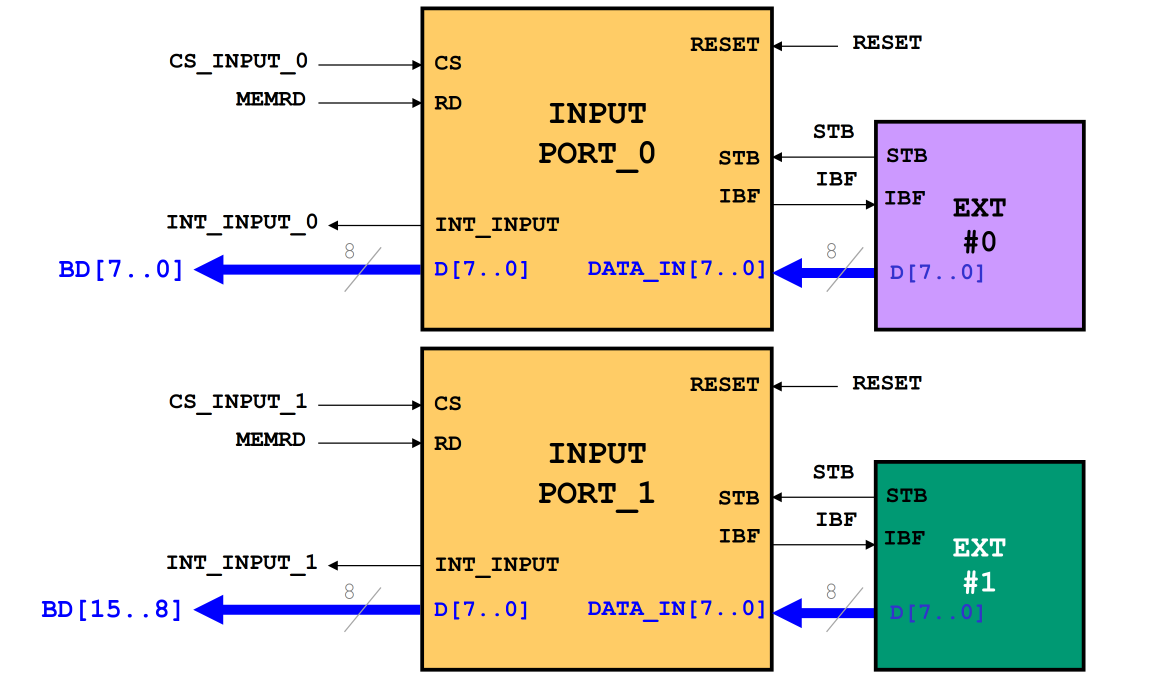 RESET
RESET
CS_INPUT_0
CS
MEMRD
RD
INPUT
PORT_0
STB
STB
STB
IBF
IBF
IBF
EXT
#0
INT_INPUT_0
INT_INPUT
8
8
BD[7..0]
D[7..0]
DATA_IN[7..0]
D[7..0]
RESET
RESET
CS_INPUT_1
CS
MEMRD
RD
INPUT
PORT_1
STB
STB
STB
IBF
IBF
IBF
EXT
#1
INT_INPUT_1
INT_INPUT
8
8
BD[15..8]
D[7..0]
DATA_IN[7..0]
D[7..0]